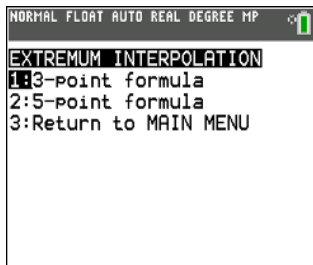 NORMAL FLOAT AUTO REAL DEGREE MP
EXTREMUM INTERPOLATION
1:3-point formula
2:5-point formula
3:Return to MAIN MENU